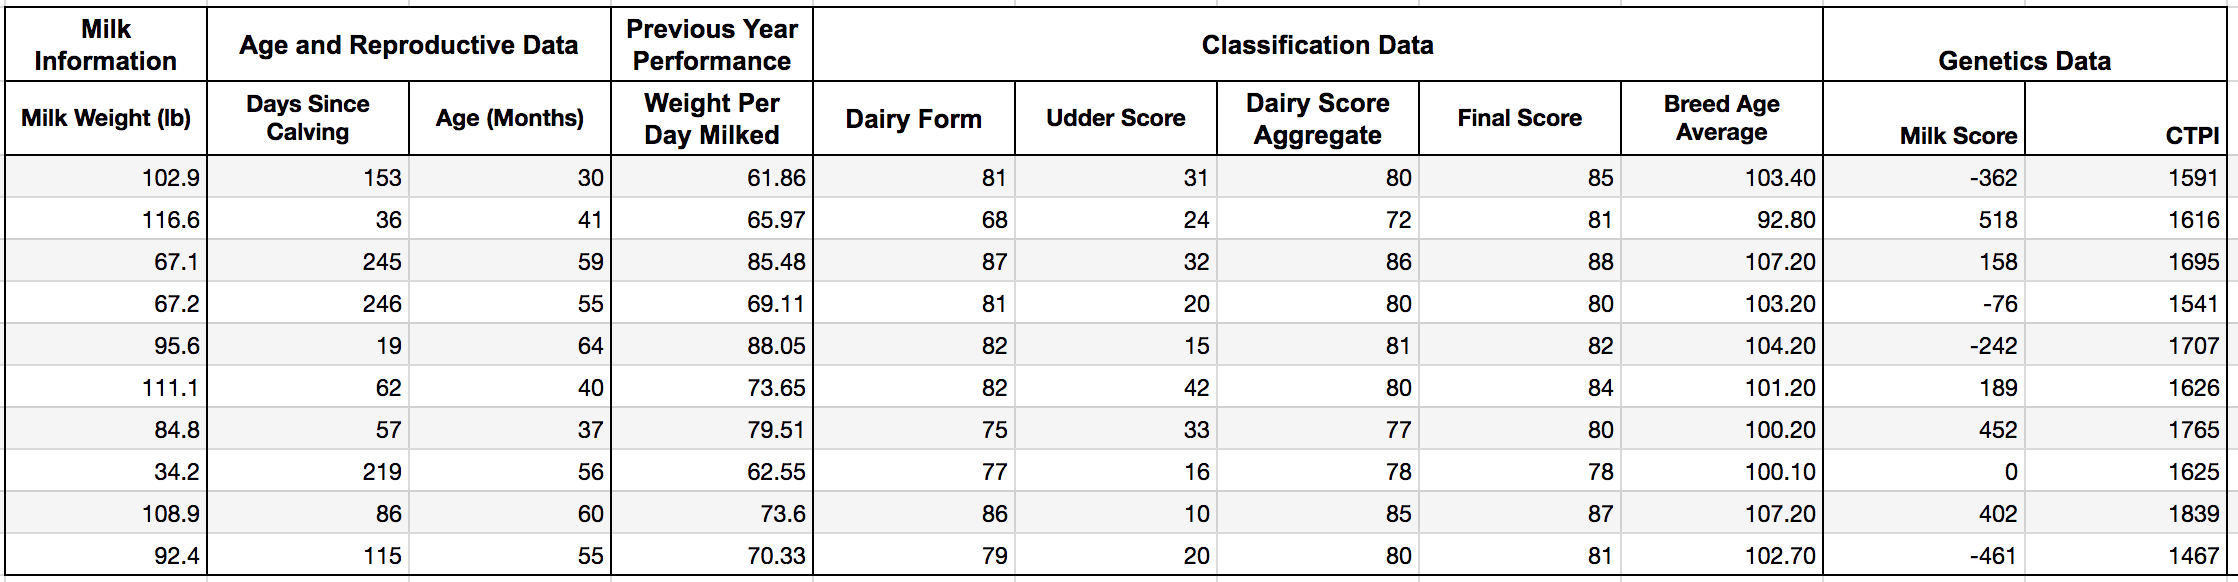 Milk Information Age and Reproductive Data Previous Year Performance Classification Data Genetics Data
Milk Weight (lb) Days Since Calving Age (Months) Weight Per Day Milked Dairy Form Udder Score Dairy Score Aggregate Final Score Breed Age Average Milk Score CTPI
102.9 153 30 61.86 81 31 80 85 103.40 -362 1591
116.6 36 41 65.97 68 24 72 81 92.80 518 1616
67.1 245 59 85.48 87 32 86 88 107.20 158 1695
67.2 246 55 69.11 81 20 80 80 103.20 -76 1541
95.6 19 64 88.05 82 15 81 82 104.20 -242 1707
111.1 62 40 73.65 82 42 80 84 101.20 189 1626
84.8 57 37 79.51 75 33 77 80 100.20 452 1765
34.2 219 56 62.55 77 16 78 78 100.10 0 1625
108.9 86 60 73.6 86 10 85 87 107.20 402 1839
92.4 115 55 70.33 79 20 80 81 102.70 -461 1467